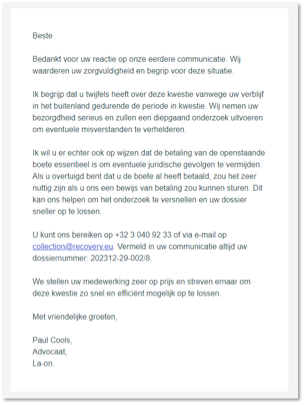 Beste
Bedankt voor uw reactie op onze eerdere communicatie. Wij
waarderen uw zorgvuldigheid en begrip voor deze situatie.
Ik begrijp dat u twijfels heeft over deze kwestie vanwege uw verblijf
in het buitenland gedurende de periode in kwestie. Wij nemen uw
bezorgdheid serieus en zullen een diepgaand onderzoek uitvoeren
om eventuele misverstanden te verhelderen.
Ik wil u er echter ook op wijzen dat de betaling van de openstaande
boete essentieel is om eventuele juridische gevolgen te vermijden.
Als u overtuigd bent dat u de boete al heeft betaald, zou het zeer
nuttig zijn als u ons een bewijs van betaling zou kunnen sturen. Dit
kan ons helpen om het onderzoek te versnellen en uw dossier
sneller op te lossen.
U kunt ons bereiken op +32 3 040 92 33 of via e-mail op
collection@recovery.eu. Vermeld in uw communicatie altijd uw
dossiernummer: 202312-29-002/8.
We stellen uw medewerking zeer op prijs en streven ernaar om
deze kwestie zo snel en efficiënt mogelijk op te lossen.
Met vriendelijke groeten,
Paul Cools,
Advocaat,
La-on.